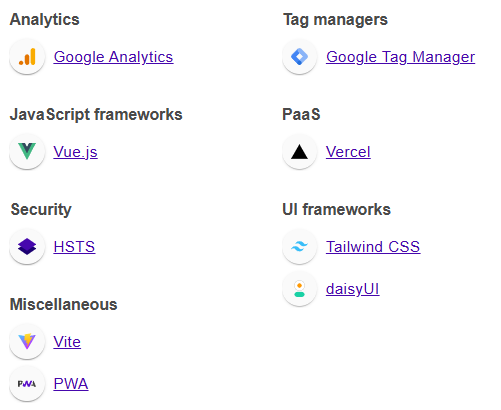 Analytics
Google Analytics
Tag managers
Google Tag Manager
JavaScript frameworks
Vue.js
PaaS
Vercel
Security
HSTS
UI frameworks
Tailwind CSS
daisyUI
Miscellaneous
Vite
PWA
PWA